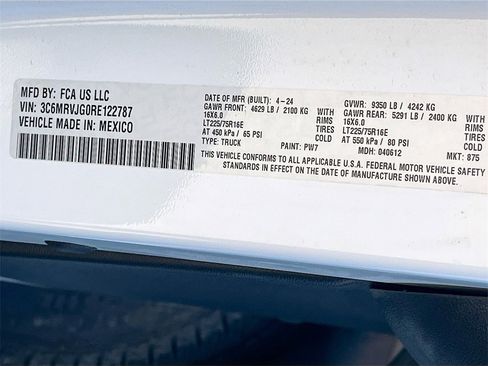 MFD BY: FCA US LLC
VIN: 3C6MRVJG0RE122787
VEHICLE MADE IN: MEXICO
DATE OF MFR (BUILT): 4-24 GVWR: 9350 LB / 4242 KG
GAWR FRONT: 4629 LB / 2100 KG WITH GAWR REAR: 5291 LB / 2400 KG WITH
16X6.0 RIMS 16X6.0 RIMS
LT225/75R16E TIRES LT225/75R16E TIRES
AT 450 kPa / 65 PSI COLD AT 550 kPa / 80 PSI COLD
TYPE: TRUCK PAINT: PW7 MDH: 040612 MKT: 875
THIS VEHICLE CONFORMS TO ALL APPLICABLE U.S.A. FEDERAL MOTOR VEHICLE SAFETY
STANDARDS IN EFFECT ON THE DATE OF MANUFACTURE SHOWN ABOVE.